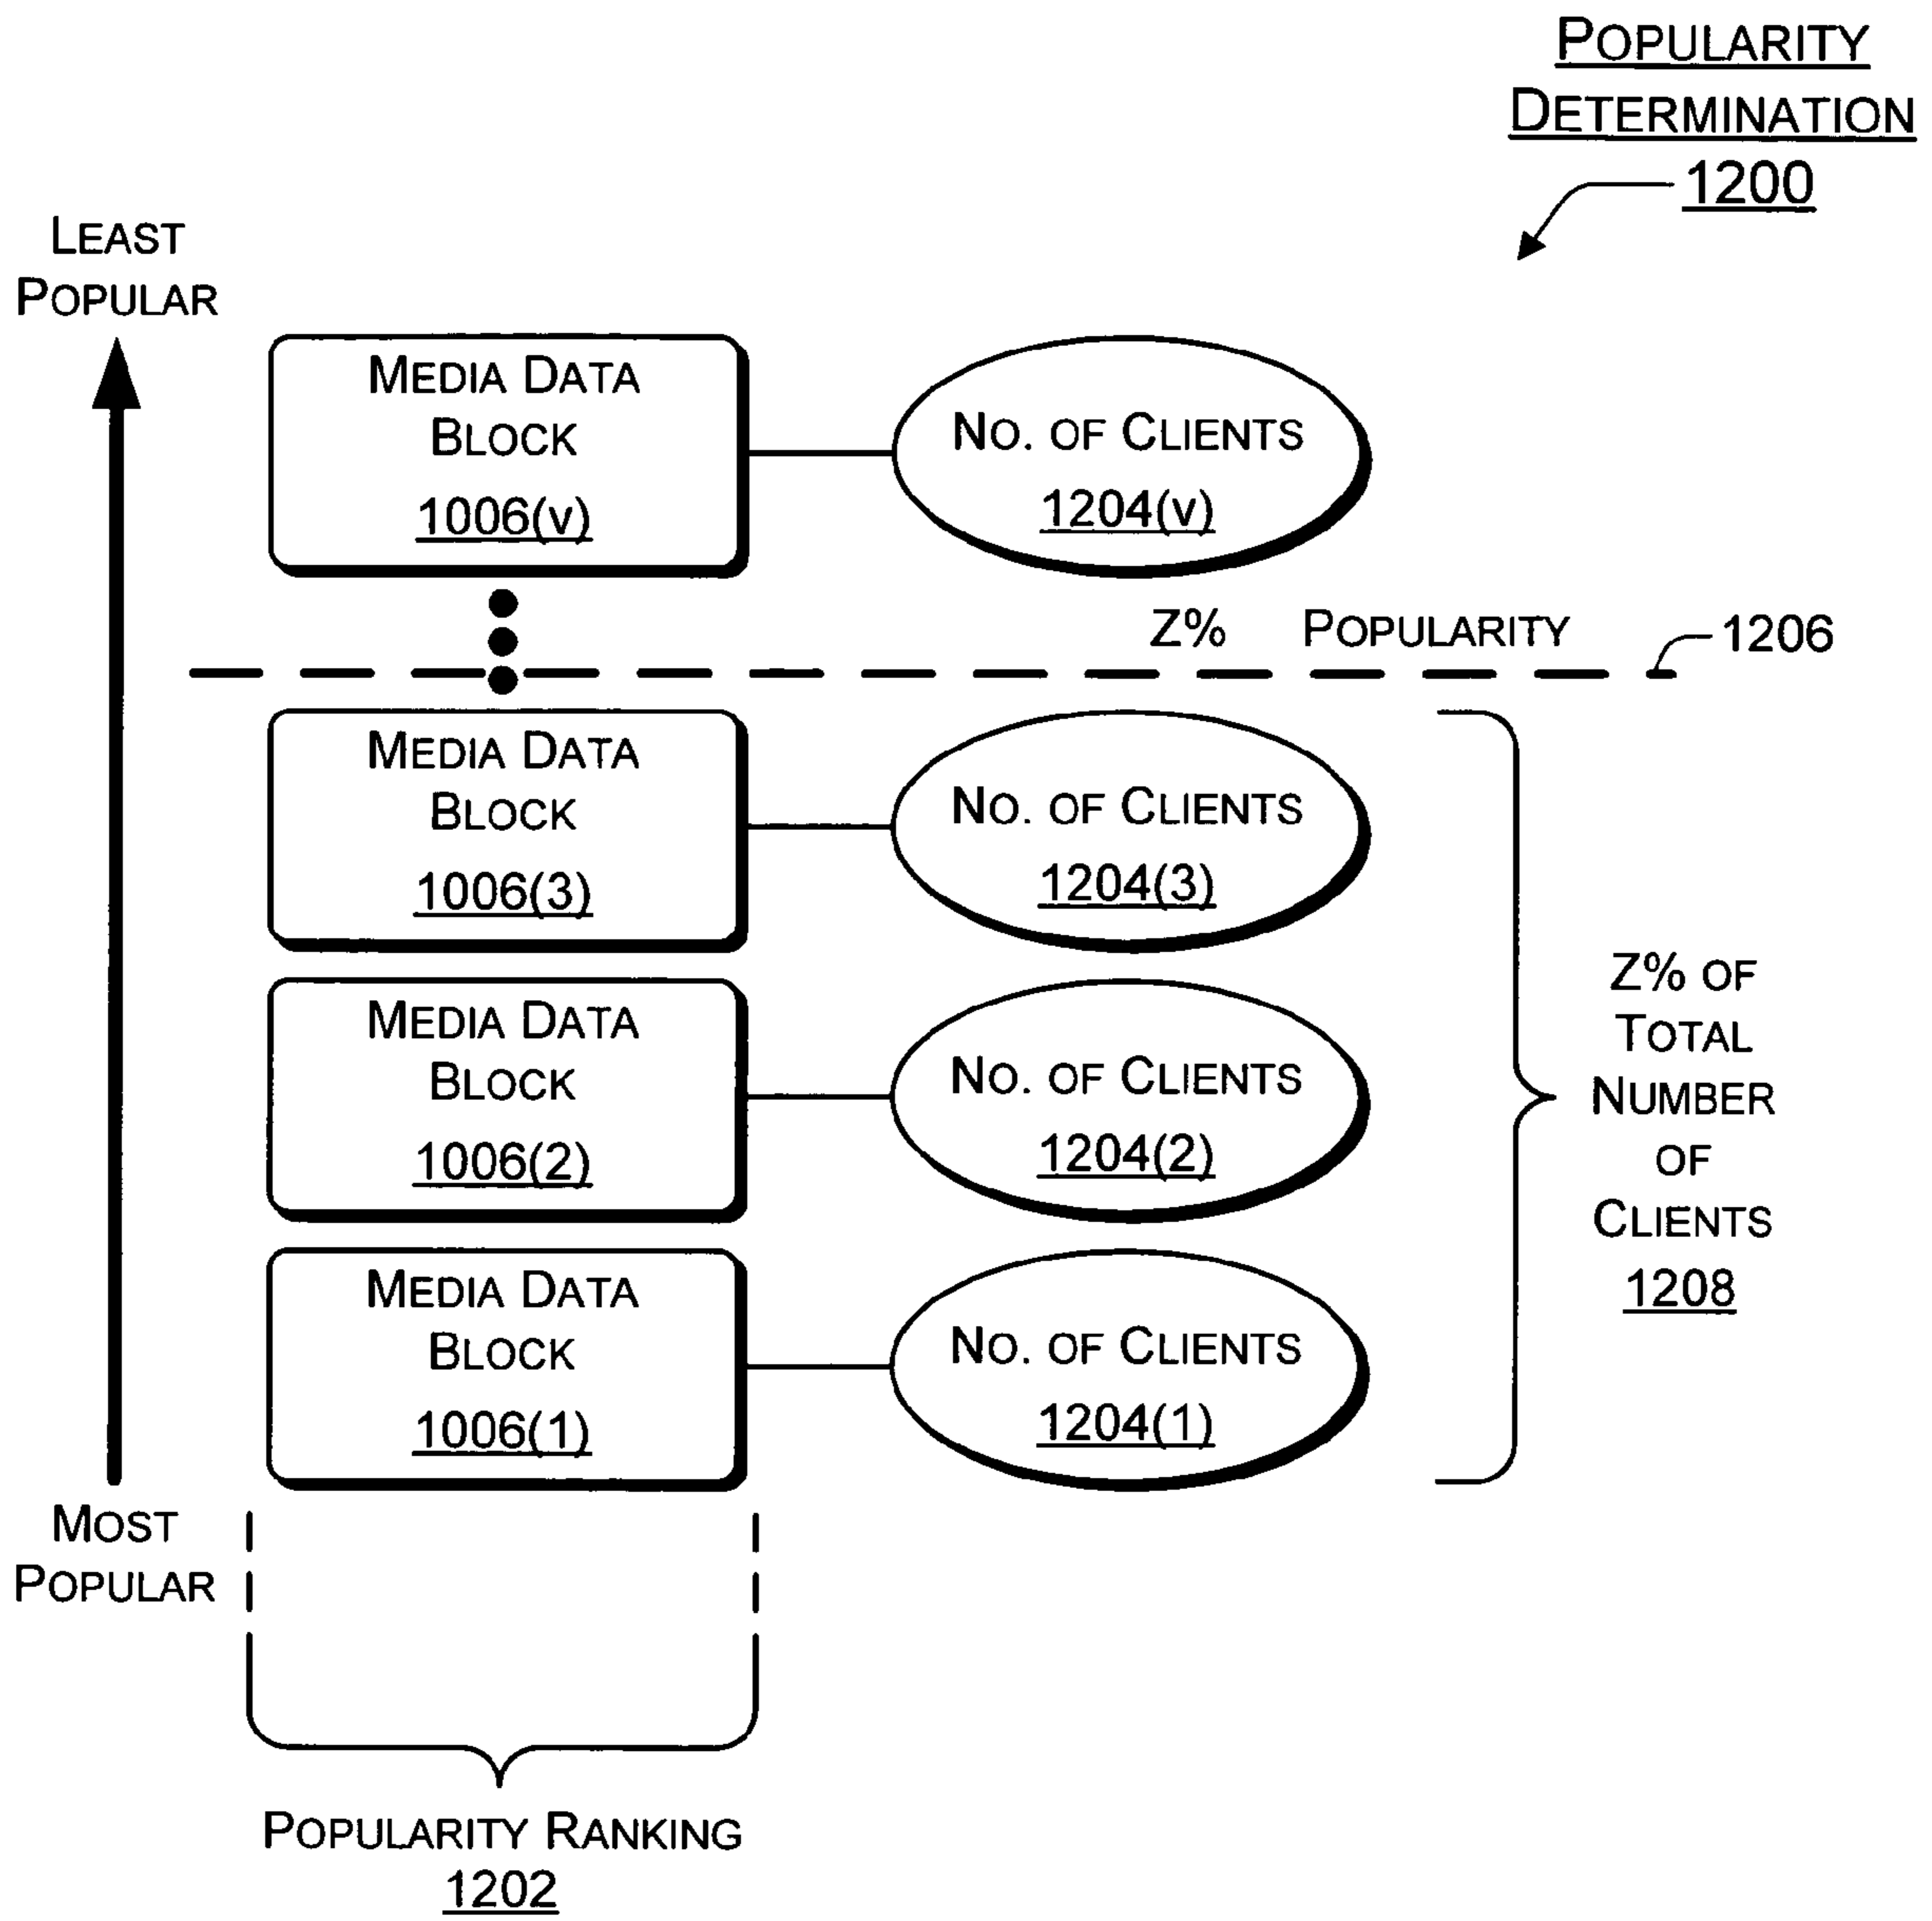 POPULARITY
DETERMINATION
1200
LEAST
POPULAR
MEDIA DATA
BLOCK
1006(v)
NO. OF CLIENTS
1204(v)
Z% POPULARITY
1206
MEDIA DATA
BLOCK
1006(3)
NO. OF CLIENTS
1204(3)
MEDIA DATA
BLOCK
1006(2)
NO. OF CLIENTS
1204(2)
MEDIA DATA
BLOCK
1006(1)
NO. OF CLIENTS
1204(1)
Z% OF
TOTAL
NUMBER
OF
CLIENTS
1208
MOST
POPULAR
POPULARITY RANKING
1202